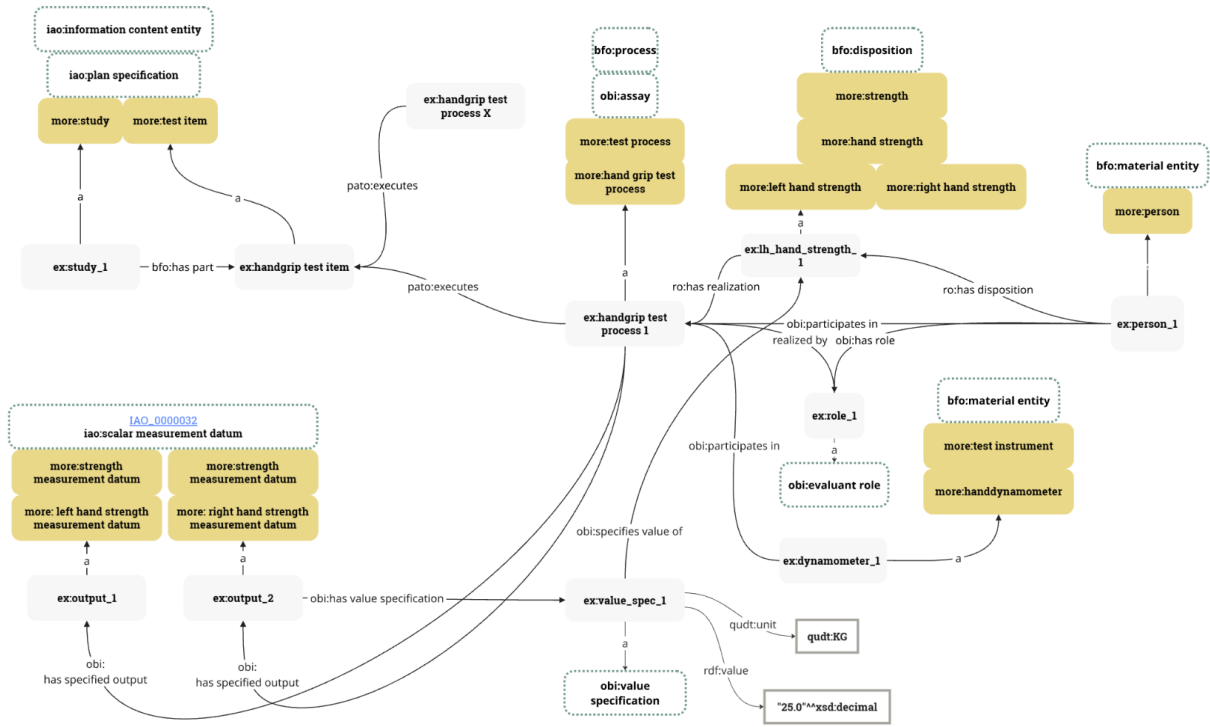 iao:information content entity
iao:plan specification
more:study
more:test item
ex:handgrip test
process X
bfo:process
obi:assay
more:test process
more:hand grip test
process
bfo:disposition
more:strength
more:hand strength
more:left hand strength
more:right hand strength
bfo:material entity
more:person
pato:executes
a
a
a
a
ex:study_1
bfo:has part
ex:handgrip test item
ex:lh_hand_strength_
1
pato:executes
ro:has realization
ro:has disposition
ex:handgrip test
process 1
obi:participates in
realized by
obi:has role
ex:person_1
bfo:material entity
IAO_0000032
iao:scalar measurement datum
ex:role_1
more:strength
measurement datum
more:strength
measurement datum
obi:participates in
a
more:test instrument
obi:evaluant role
more:handdynamometer
more: left hand strength
measurement datum
more: right hand strength
measurement datum
obi:specifies value of
a
a
ex:dynamometer_1
a
ex:output_1
ex:output_2
obi:has value specification
ex:value_spec_1
qudt:unit
qudt:KG
a
rdf:value
obi:
has specified output
obi:
has specified output
obi:value
specification
"25.0"^^xsd:decimal